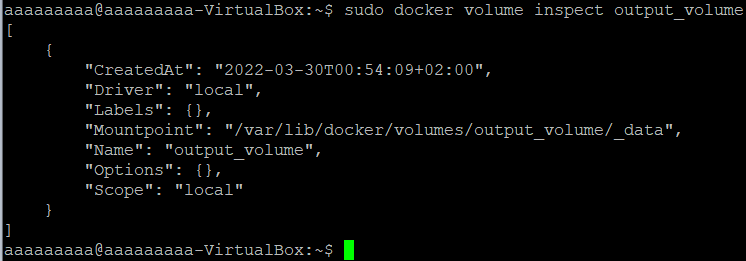 aaaaaaaaa@aaaaaaaaa-VirtualBox:~$ sudo docker volume inspect output_volume
[
    {
        "CreatedAt": "2022-03-30T00:54:09+02:00",
        "Driver": "local",
        "Labels": {},
        "Mountpoint": "/var/lib/docker/volumes/output_volume/_data",
        "Name": "output_volume",
        "Options": {},
        "Scope": "local"
    }
]
aaaaaaaaa@aaaaaaaaa-VirtualBox:~$